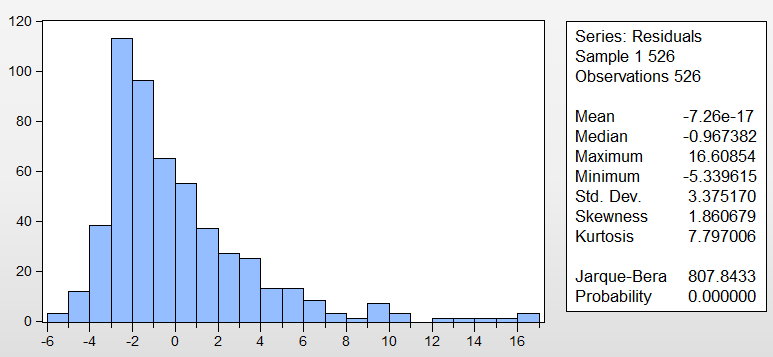 120
100
80
60
40
20
0
-6 -4 -2 0 2 4 6 8 10 12 14 16
Series: Residuals
Sample 1 526
Observations 526
Mean -7.26e-17
Median -0.967382
Maximum 16.60854
Minimum -5.339615
Std. Dev. 3.375170
Skewness 1.860679
Kurtosis 7.797006
Jarque-Bera 807.8433
Probability 0.000000